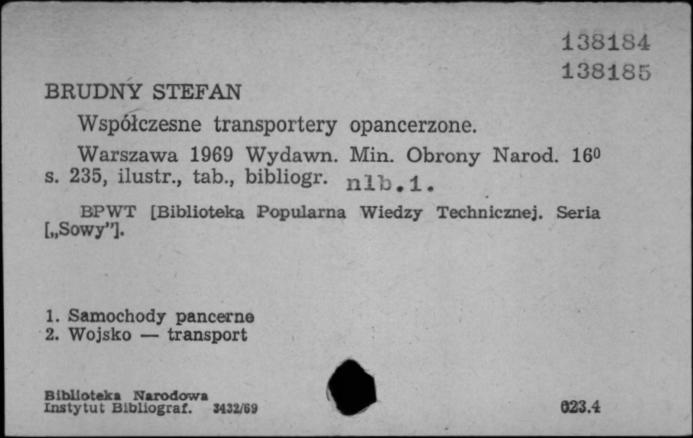 138184
138185
BRUDNY STEFAN
Współczesne transportery opancerzone.
Warszawa 1969 Wydawn. Min. Obrony Narod. 16⁰
s. 235, ilustr., tab., bibliogr. nlb.1.
BPWT [Biblioteka Popularna Wiedzy Technicznej. Seria
[„Sowy”].
1. Samochody pancerne
2. Wojsko — transport
Biblioteka Narodowa
Instytut Bibliograf. 3432/69
623.4